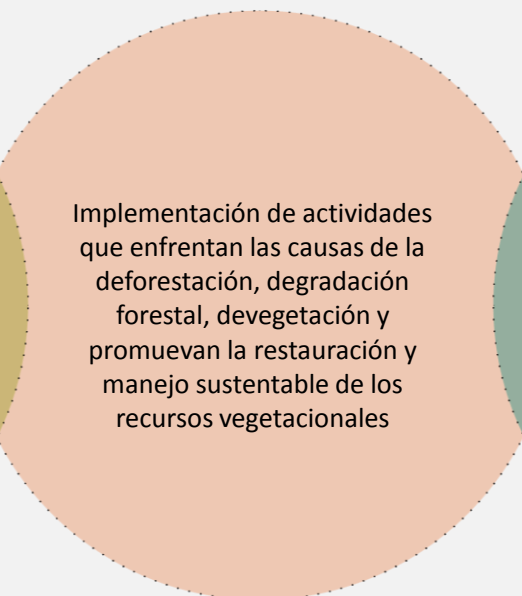 Implementación de actividades
que enfrentan las causas de la
deforestación, degradación
forestal, devegetación y
promuevan la restauración y
manejo sustentable de los
recursos vegetacionales